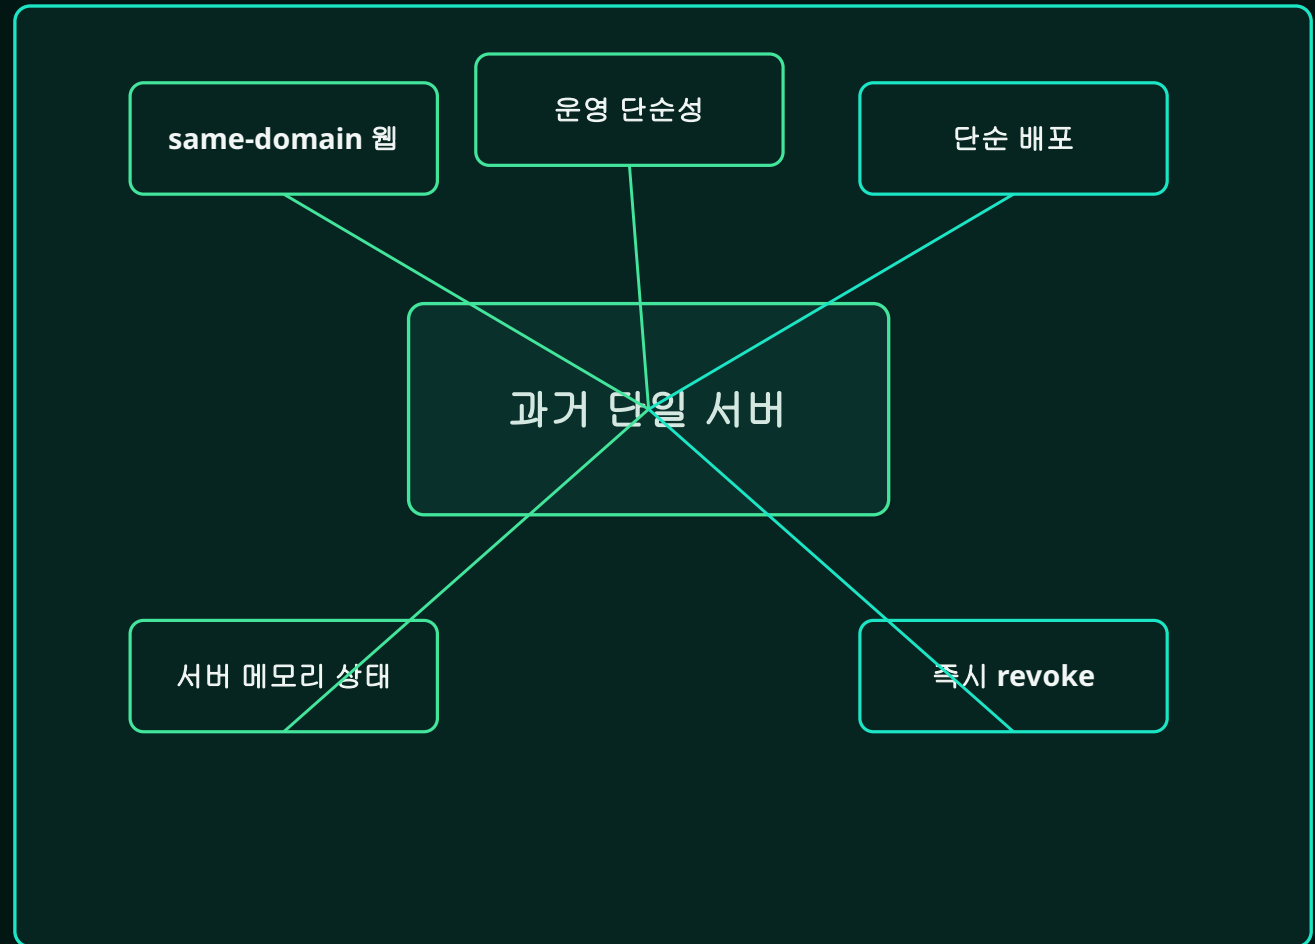 same-domain 웹
운영 단순성
단순 배포
과거 단일 서버
서버 메모리 상태
즉시 revoke